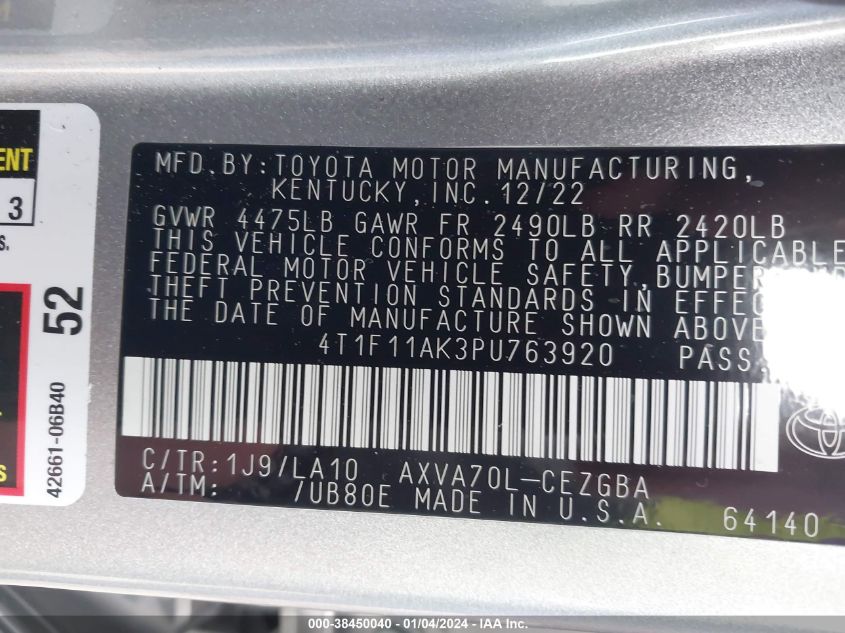 ENT
3
s.
s
52
42661-06B40
MFD.BY:TOYOTA MOTOR MANUFACTURING,
KENTUCKY,INC.12/22
GVWR 4475LB GAWR FR 2490LB RR 2420LB
THIS VEHICLE CONFORMS TO ALL APPLICABLE
FEDERAL MOTOR VEHICLE SAFETY,BUMPER
THEFT PREVENTION STANDARDS IN EFFEC
THE DATE OF MANUFACTURE SHOWN ABOVE
4T1F11AK3PU763920 PASS.
C/TR:1J9/LA10 AXVA70L-CEZGBA
A/TM: /UB80E MADE IN U.S.A. 64140
000-38450040 - 01/04/2024 - IAA Inc.